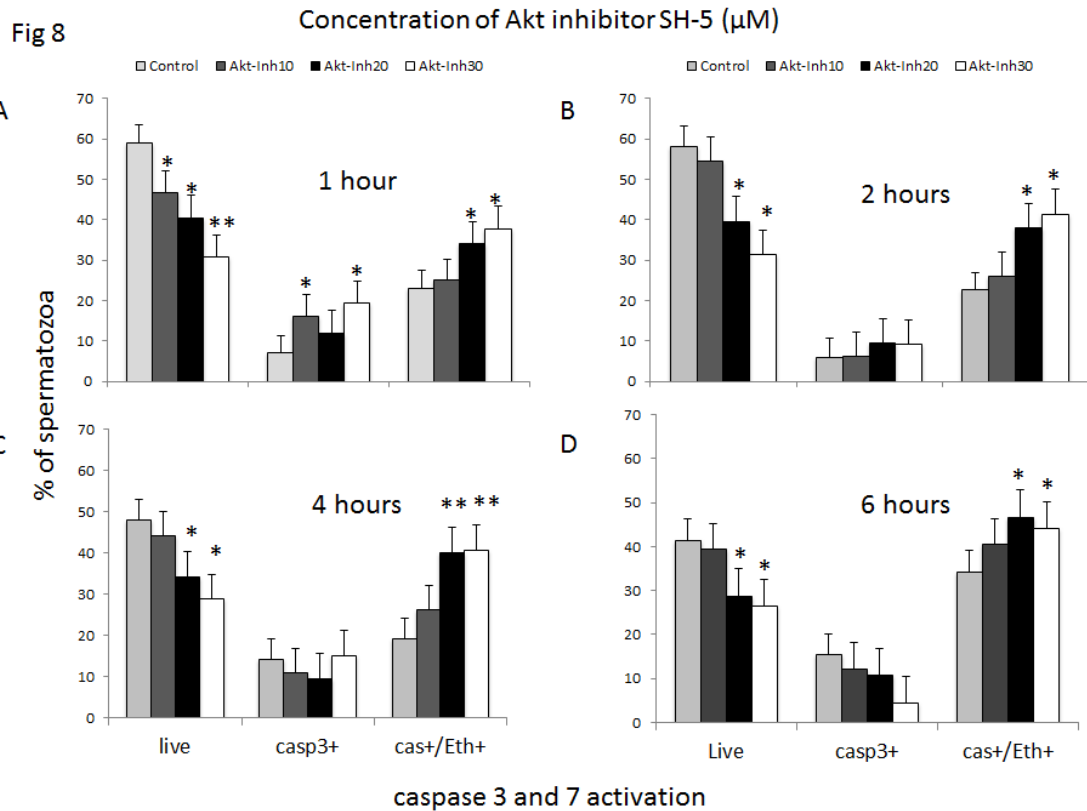 Fig 8
Concentration of Akt inhibitor SH-5 (µM)
Control Akt-Inh10 Akt-Inh20 Akt-Inh30
Control Akt-Inh10 Akt-Inh20 Akt-Inh30
A
70
60
50
40
30
20
10
0
1 hour
* * ** * * * *
B
70
60
50
40
30
20
10
0
2 hours
* * * *
% of spermatozoa
C
70
60
50
40
30
20
10
0
4 hours
* * ** **
live casp3+ cas+/Eth+
D
70
60
50
40
30
20
10
0
6 hours
* * * *
Live casp3+ cas+/Eth+
caspase 3 and 7 activation